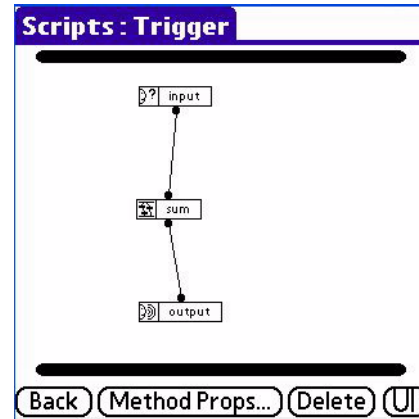 Scripts : Trigger
? input
sum
output
Back Method Props... Delete